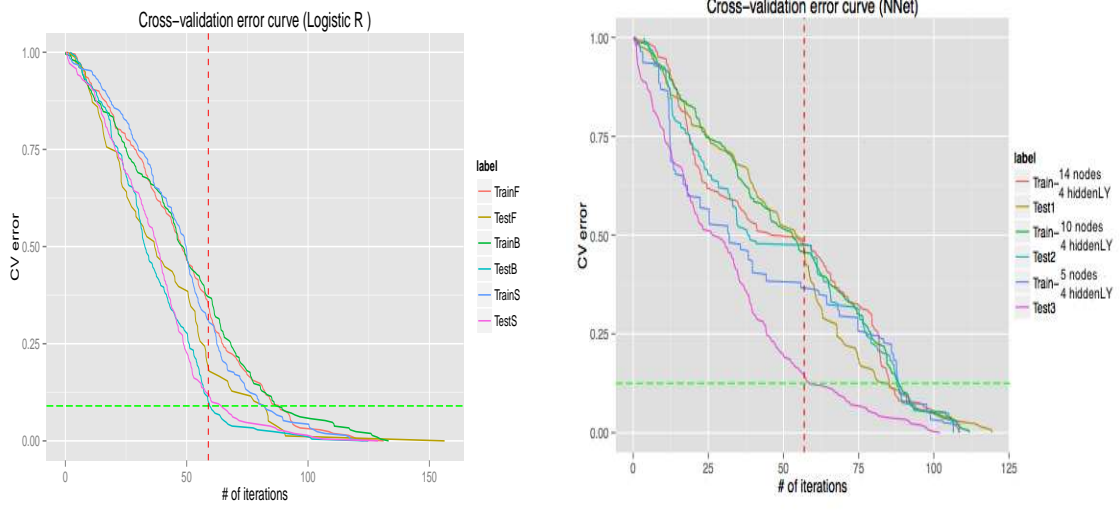 Cross-validation error curve (Logistic R )
1.00
0.75
0.50
0.25
0.00
CV error
0
50
100
150
# of iterations
label
TrainF
TestF
TrainB
TestB
TrainS
TestS
Cross-validation error curve (NNet)
1.00
0.75
0.50
0.25
0.00
CV error
0
25
50
75
100
125
# of iterations
label
Train- 14 nodes
4 hiddenLY
Test1
Train- 10 nodes
4 hiddenLY
Test2
Train- 5 nodes
4 hiddenLY
Test3